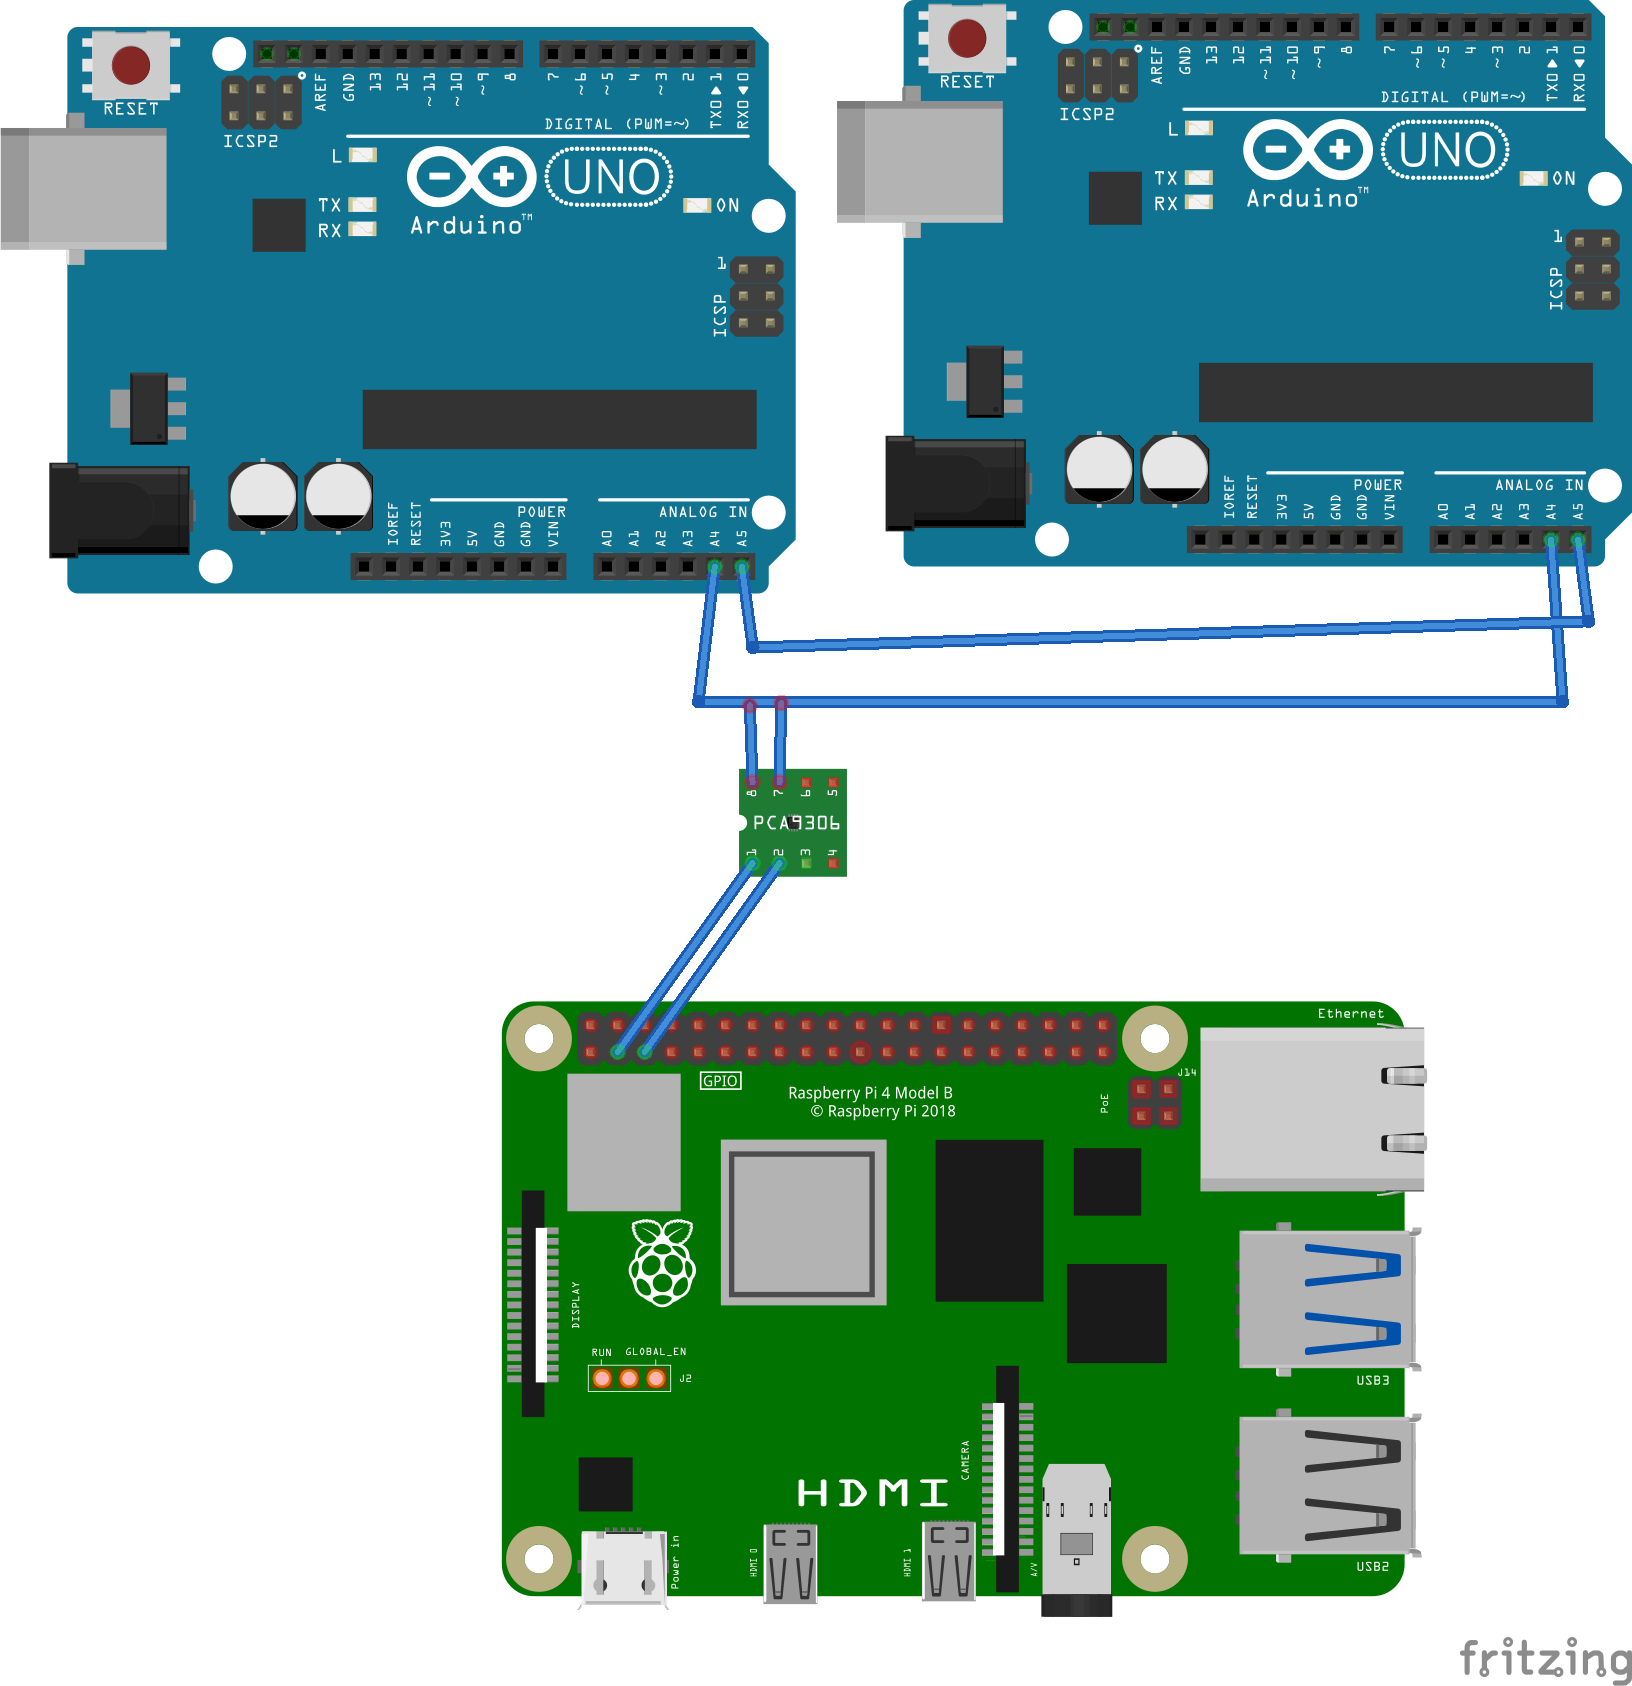 RESET
ICSP2
AREF
GND
13
12
~11
~10
~9
8
7
~6
~5
4
~3
2
TX0 ▶ 1
RX0 ◀ 0
DIGITAL (PWM=~)
L
TX
RX
UNO
Arduino™
ON
1
ICSP
IOREF
RESET
3V3
5V
GND
GND
VIN
POWER
A0
A1
A2
A3
A4
A5
ANALOG IN
RESET
ICSP2
AREF
GND
13
12
~11
~10
~9
8
7
~6
~5
4
~3
2
TX0 ▶ 1
RX0 ◀ 0
DIGITAL (PWM=~)
L
TX
RX
UNO
Arduino™
ON
1
ICSP
IOREF
RESET
3V3
5V
GND
GND
VIN
POWER
A0
A1
A2
A3
A4
A5
ANALOG IN
8
7
6
5
PCA9306
1
2
3
4
Ethernet
GPIO
Raspberry Pi 4 Model B
© Raspberry Pi 2018
J14
PoE
DISPLAY
RUN
GLOBAL_EN
J2
USB3
CAMERA
HDMI
Power in
HDMI 0
HDMI 1
A/V
USB2
fritzing